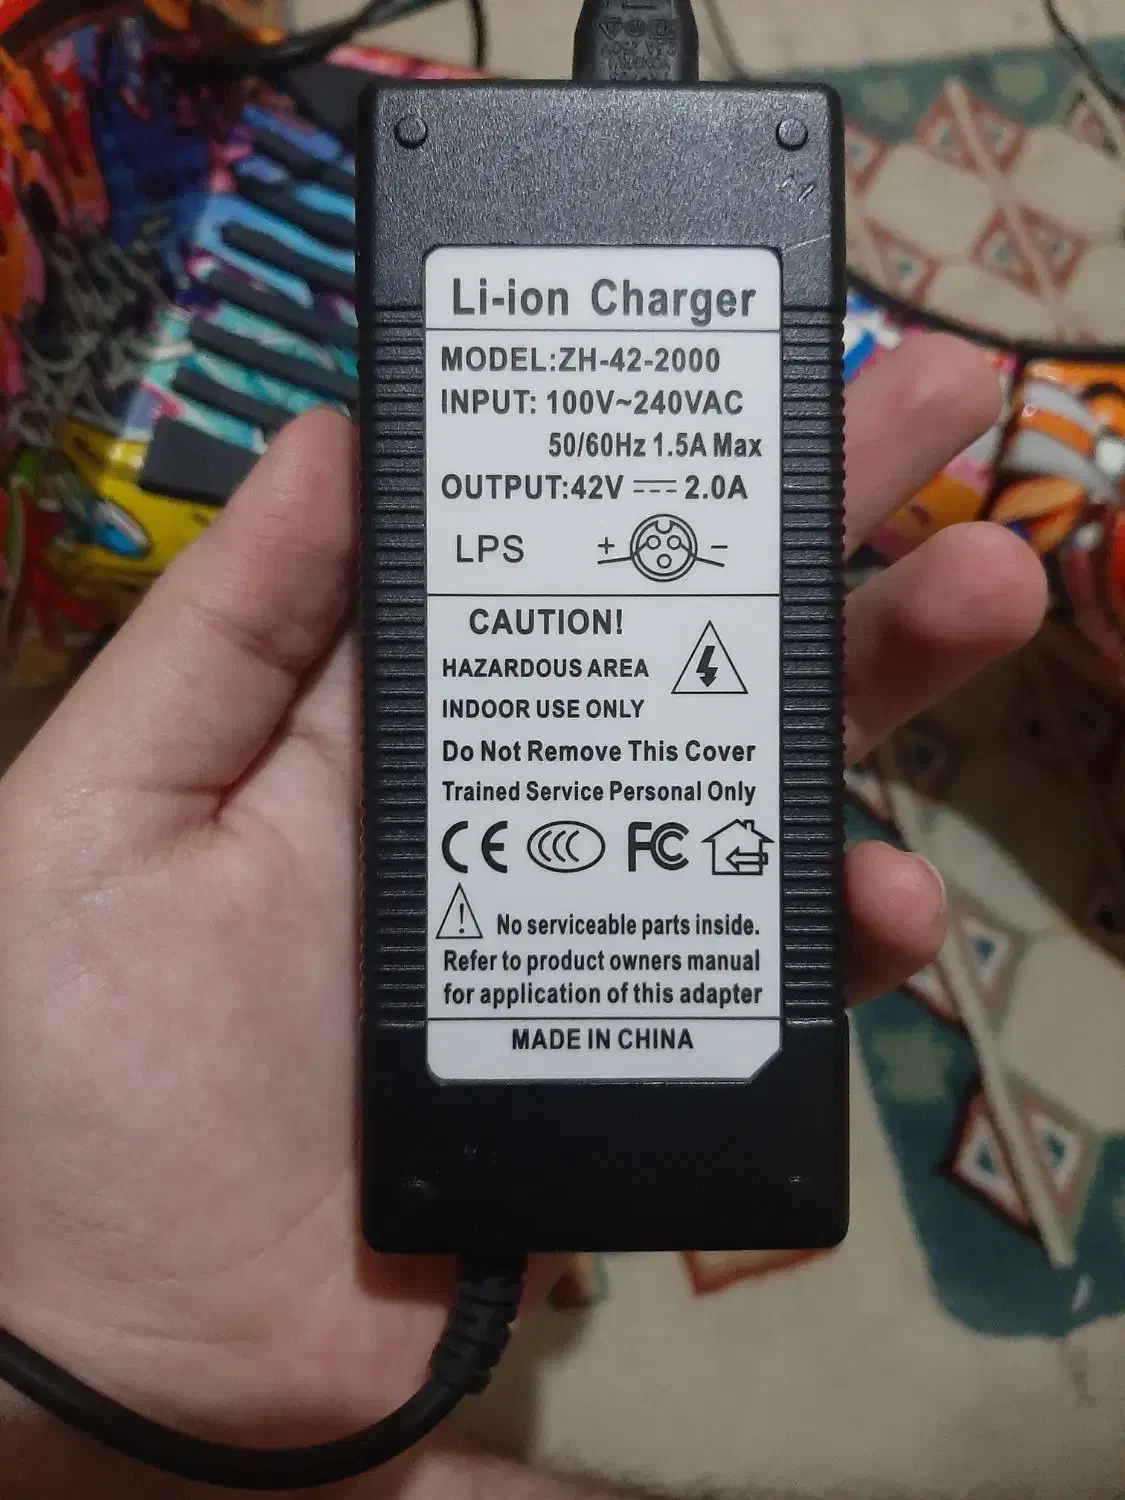 Li-ion Charger
MODEL:ZH-42-2000
INPUT: 100V~240VAC
50/60Hz 1.5A Max
OUTPUT:42V ⎓ 2.0A
LPS + −
CAUTION!
HAZARDOUS AREA
INDOOR USE ONLY
Do Not Remove This Cover
Trained Service Personal Only
CE CCC FC
! No serviceable parts inside.
Refer to product owners manual
for application of this adapter
MADE IN CHINA